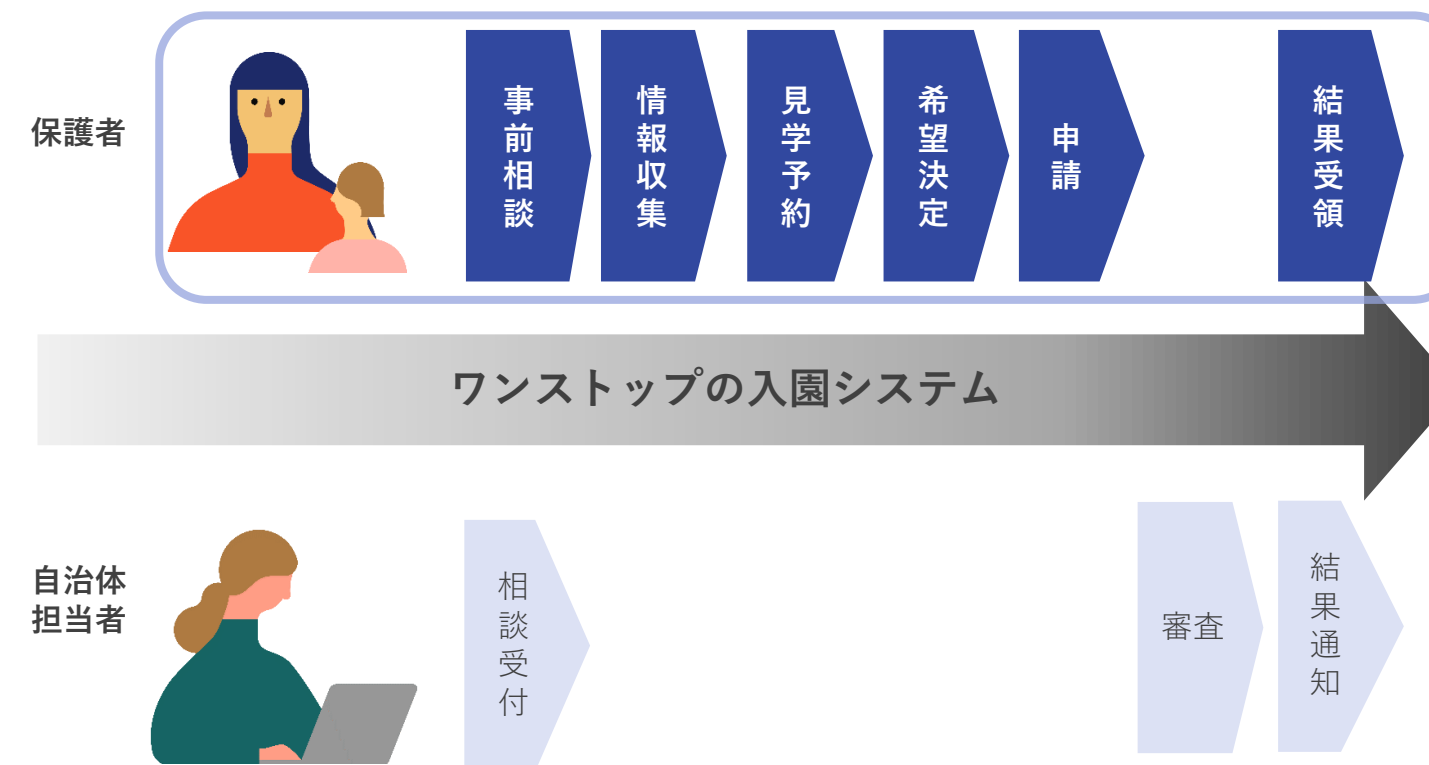 保護者
事前相談
情報収集
見学予約
希望決定
申請
結果受領
ワンストップの入園システム
自治体
担当者
相談受付
審査
結果通知